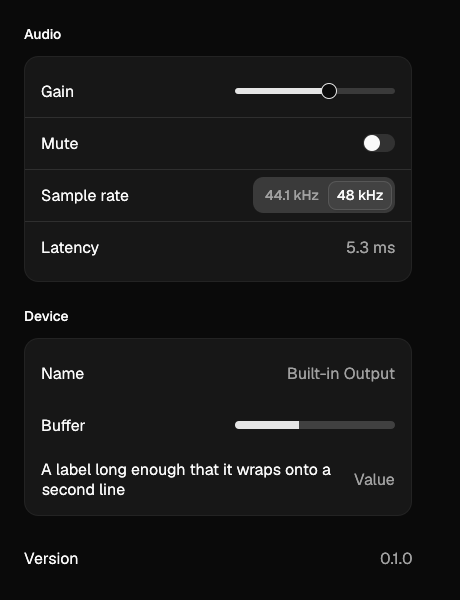 Audio
Gain
Mute
Sample rate 44.1 kHz 48 kHz
Latency 5.3 ms
Device
Name Built-in Output
Buffer
A label long enough that it wraps onto a
second line
Value
Version 0.1.0